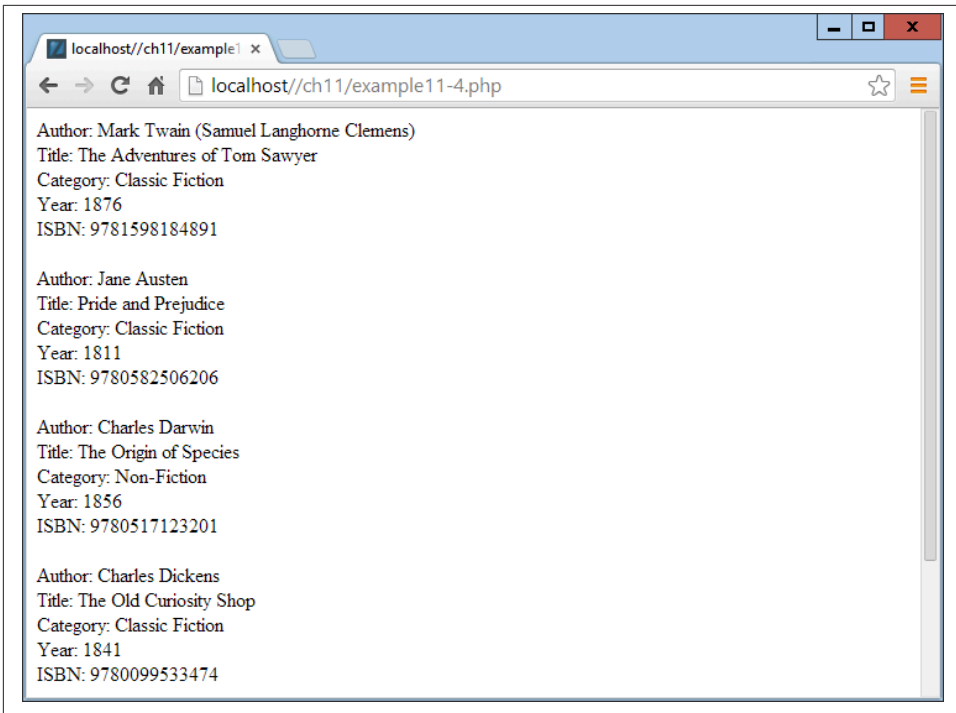 localhost//ch11/example1
localhost//ch11/example11-4.php
Author: Mark Twain (Samuel Langhorne Clemens)
Title: The Adventures of Tom Sawyer
Category: Classic Fiction
Year: 1876
ISBN: 9781598184891
Author: Jane Austen
Title: Pride and Prejudice
Category: Classic Fiction
Year: 1811
ISBN: 9780582506206
Author: Charles Darwin
Title: The Origin of Species
Category: Non-Fiction
Year: 1856
ISBN: 9780517123201
Author: Charles Dickens
Title: The Old Curiosity Shop
Category: Classic Fiction
Year: 1841
ISBN: 9780099533474